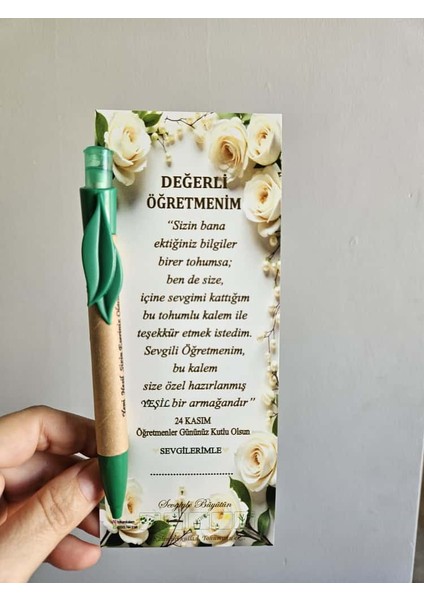 DEĞERLİ
ÖĞRETMENİM
“Sizin bana
ektiğiniz bilgiler
birer tohumsa;
ben de size,
içine sevgimi kattığım
bu tohumlu kalem ile
teşekkür etmek istedim.
Sevgili Öğretmenim,
bu kalem
size özel hazırlanmış
YEŞİL bir armağandır”
24 KASIM
Öğretmenler Gününüz Kutlu Olsun
SEVGİLERİMLE
Sevgiyle Büyütün